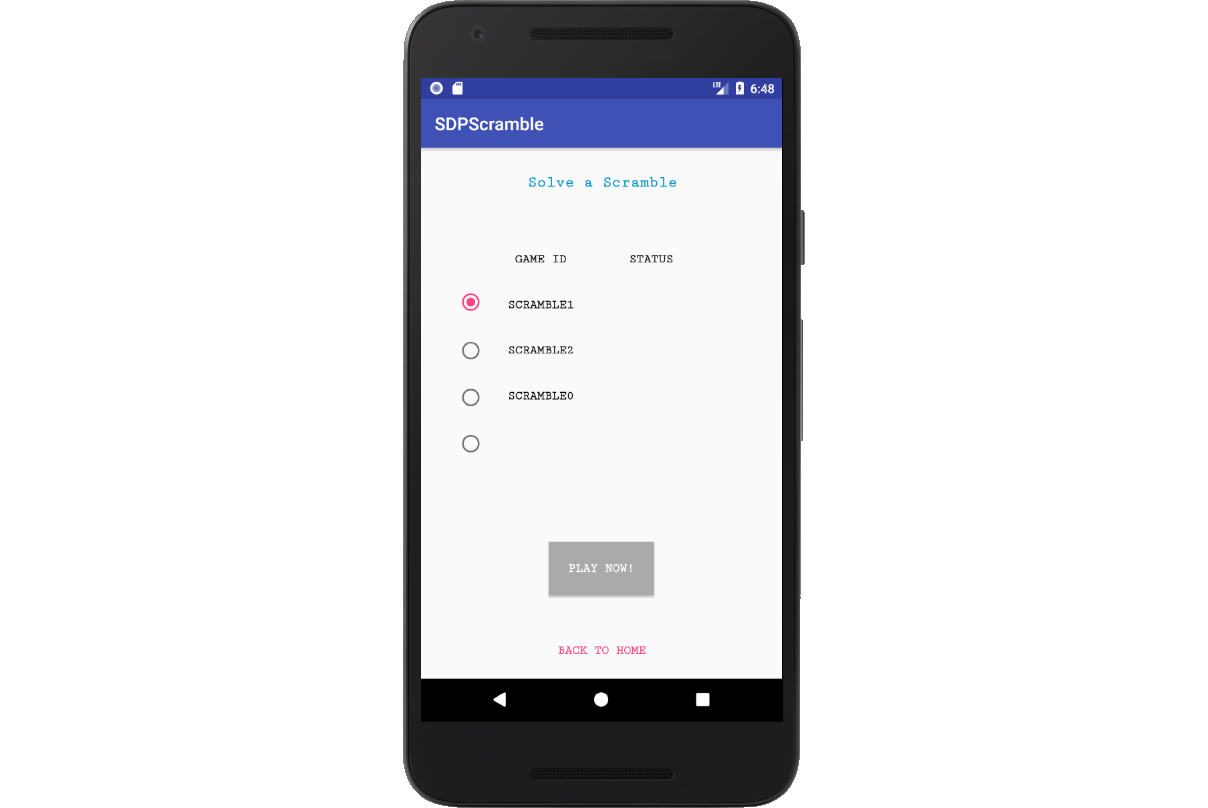 LTE 6:48
SDPScramble
Solve a Scramble
GAME ID STATUS
SCRAMBLE1
SCRAMBLE2
SCRAMBLE0
PLAY NOW!
BACK TO HOME